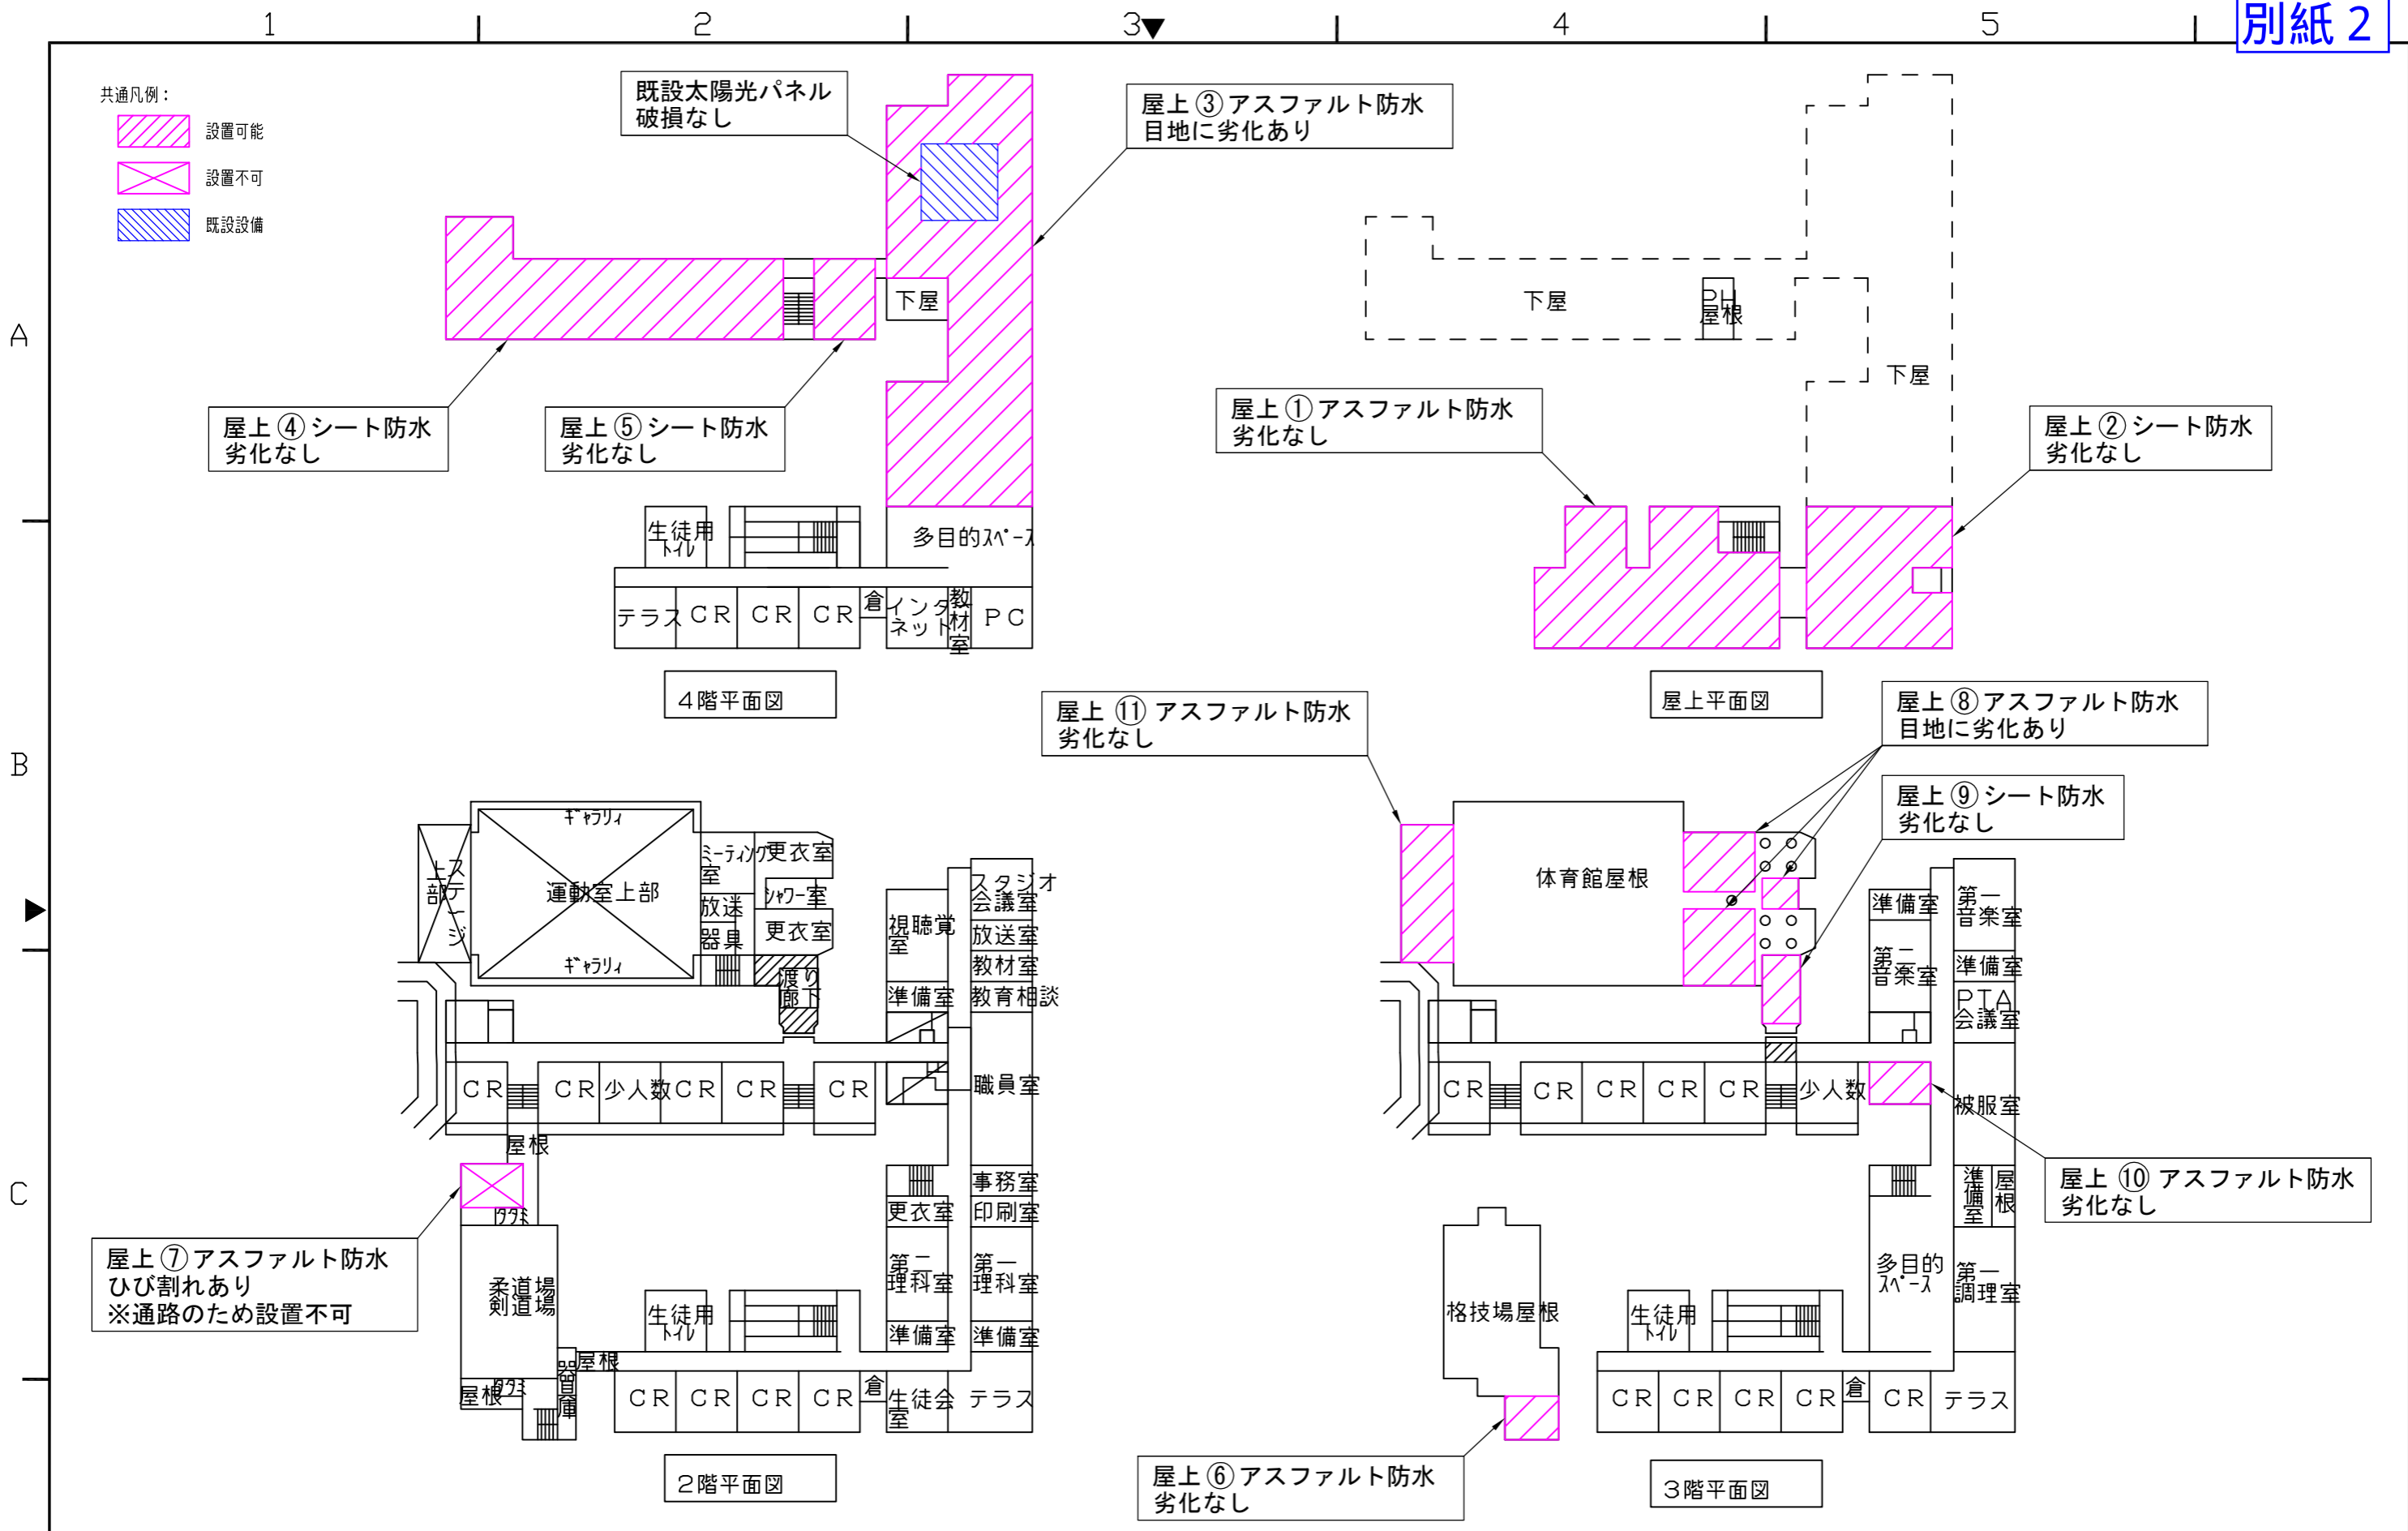 1
2
3
4
5
別紙２
A
B
C
共通凡例：
設置可能
設置不可
既設設備
既設太陽光パネル
破損なし
屋上③アスファルト防水
目地に劣化あり
下屋
屋上④シート防水
劣化なし
屋上⑤シート防水
劣化なし
生徒用
ﾄｲﾚ
多目的ｽﾍﾟｰｽ
テラス
ＣＲ
ＣＲ
ＣＲ
倉
インター
ネット
教材室
ＰＣ
４階平面図
下屋
ＰＨ
屋根
下屋
屋上①アスファルト防水
劣化なし
屋上②シート防水
劣化なし
屋上平面図
屋上⑪アスファルト防水
劣化なし
屋上⑧アスファルト防水
目地に劣化あり
屋上⑨シート防水
劣化なし
ｷﾞｬﾗﾘｨ
ステージ
上部
運動室上部
ｷﾞｬﾗﾘｨ
ﾐｰﾃｨﾝｸﾞ
室
更衣室
ｼｬﾜｰ室
放送
器具
更衣室
渡り
廊下
視聴覚
室
準備室
スタジオ
会議室
放送室
教材室
教育相談
職員室
ＣＲ
ＣＲ
少人数
ＣＲ
ＣＲ
ＣＲ
屋根
ﾀﾀﾐ
屋上⑦アスファルト防水
ひび割れあり
※通路のため設置不可
柔道場
剣道場
屋根
ﾀﾀﾐ
器具庫
屋根
生徒用
ﾄｲﾚ
事務室
更衣室
印刷室
第二
理科室
第一
理科室
準備室
準備室
ＣＲ
ＣＲ
ＣＲ
ＣＲ
倉
生徒会
室
テラス
２階平面図
体育館屋根
準備室
第一
音楽室
第二
音楽室
準備室
ＰＴＡ
会議室
ＣＲ
ＣＲ
ＣＲ
ＣＲ
ＣＲ
少人数
被服室
屋上⑩アスファルト防水
劣化なし
準備室
屋根
多目的
ｽﾍﾟｰｽ
第一
調理室
格技場屋根
生徒用
ﾄｲﾚ
ＣＲ
ＣＲ
ＣＲ
ＣＲ
倉
ＣＲ
テラス
屋上⑥アスファルト防水
劣化なし
３階平面図